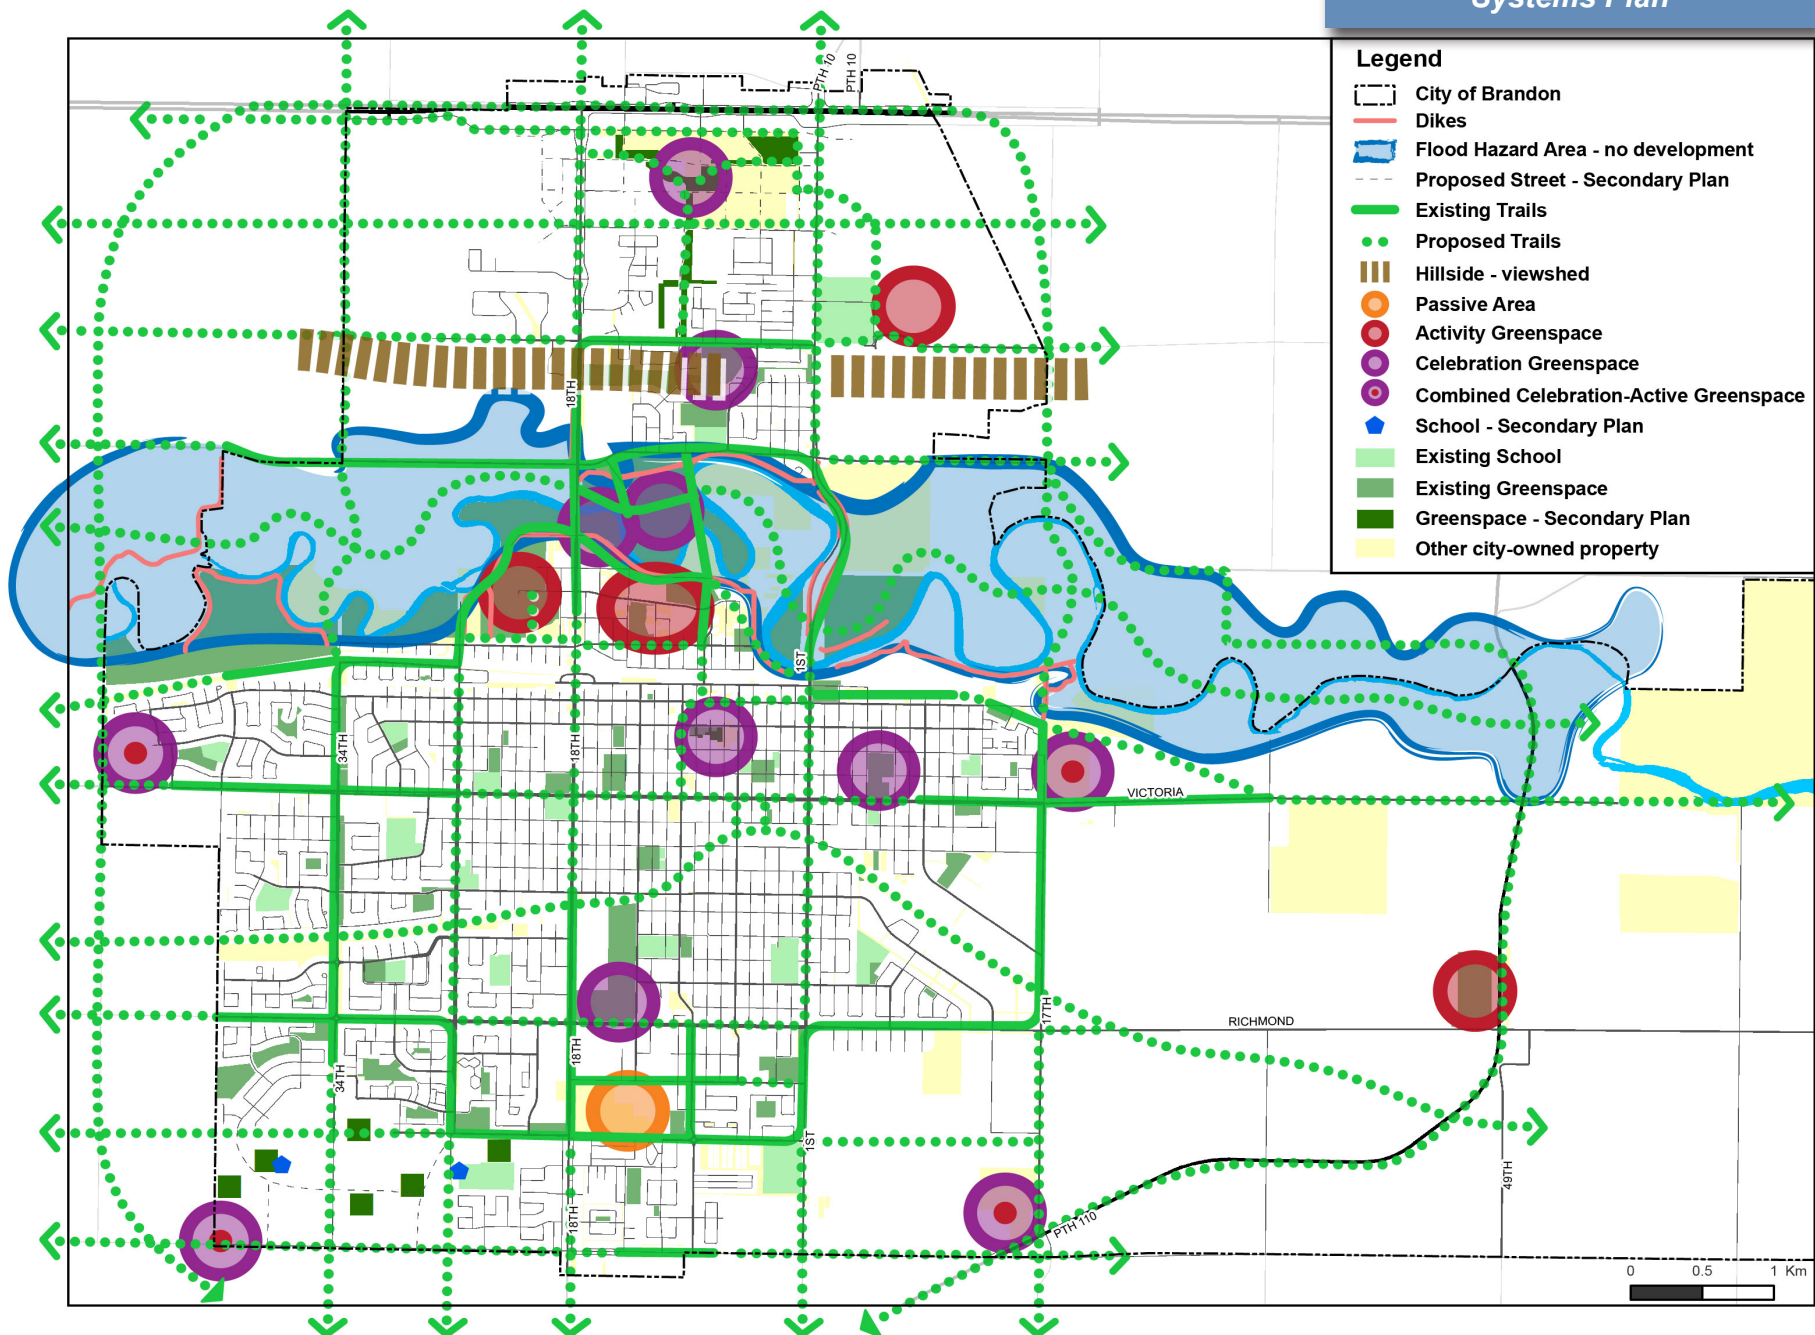 Systems Plan
Legend
City of Brandon
Dikes
Flood Hazard Area - no development
Proposed Street - Secondary Plan
Existing Trails
Proposed Trails
Hillside - viewshed
Passive Area
Activity Greenspace
Celebration Greenspace
Combined Celebration-Active Greenspace
School - Secondary Plan
Existing School
Existing Greenspace
Greenspace - Secondary Plan
Other city-owned property
PTH 10
PTH 10
18TH
1ST
34TH
18TH
VICTORIA
17TH
RICHMOND
18TH
34TH
1ST
49TH
18TH
PTH 110
0 0.5 1 Km